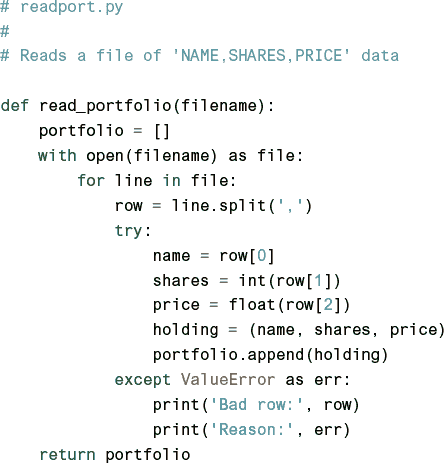 # readport.py
#
# Reads a file of 'NAME,SHARES,PRICE' data

def read_portfolio(filename):
    portfolio = []
    with open(filename) as file:
        for line in file:
            row = line.split(',')
            try:
                name = row[0]
                shares = int(row[1])
                price = float(row[2])
                holding = (name, shares, price)
                portfolio.append(holding)
            except ValueError as err:
                print('Bad row:', row)
                print('Reason:', err)
    return portfolio